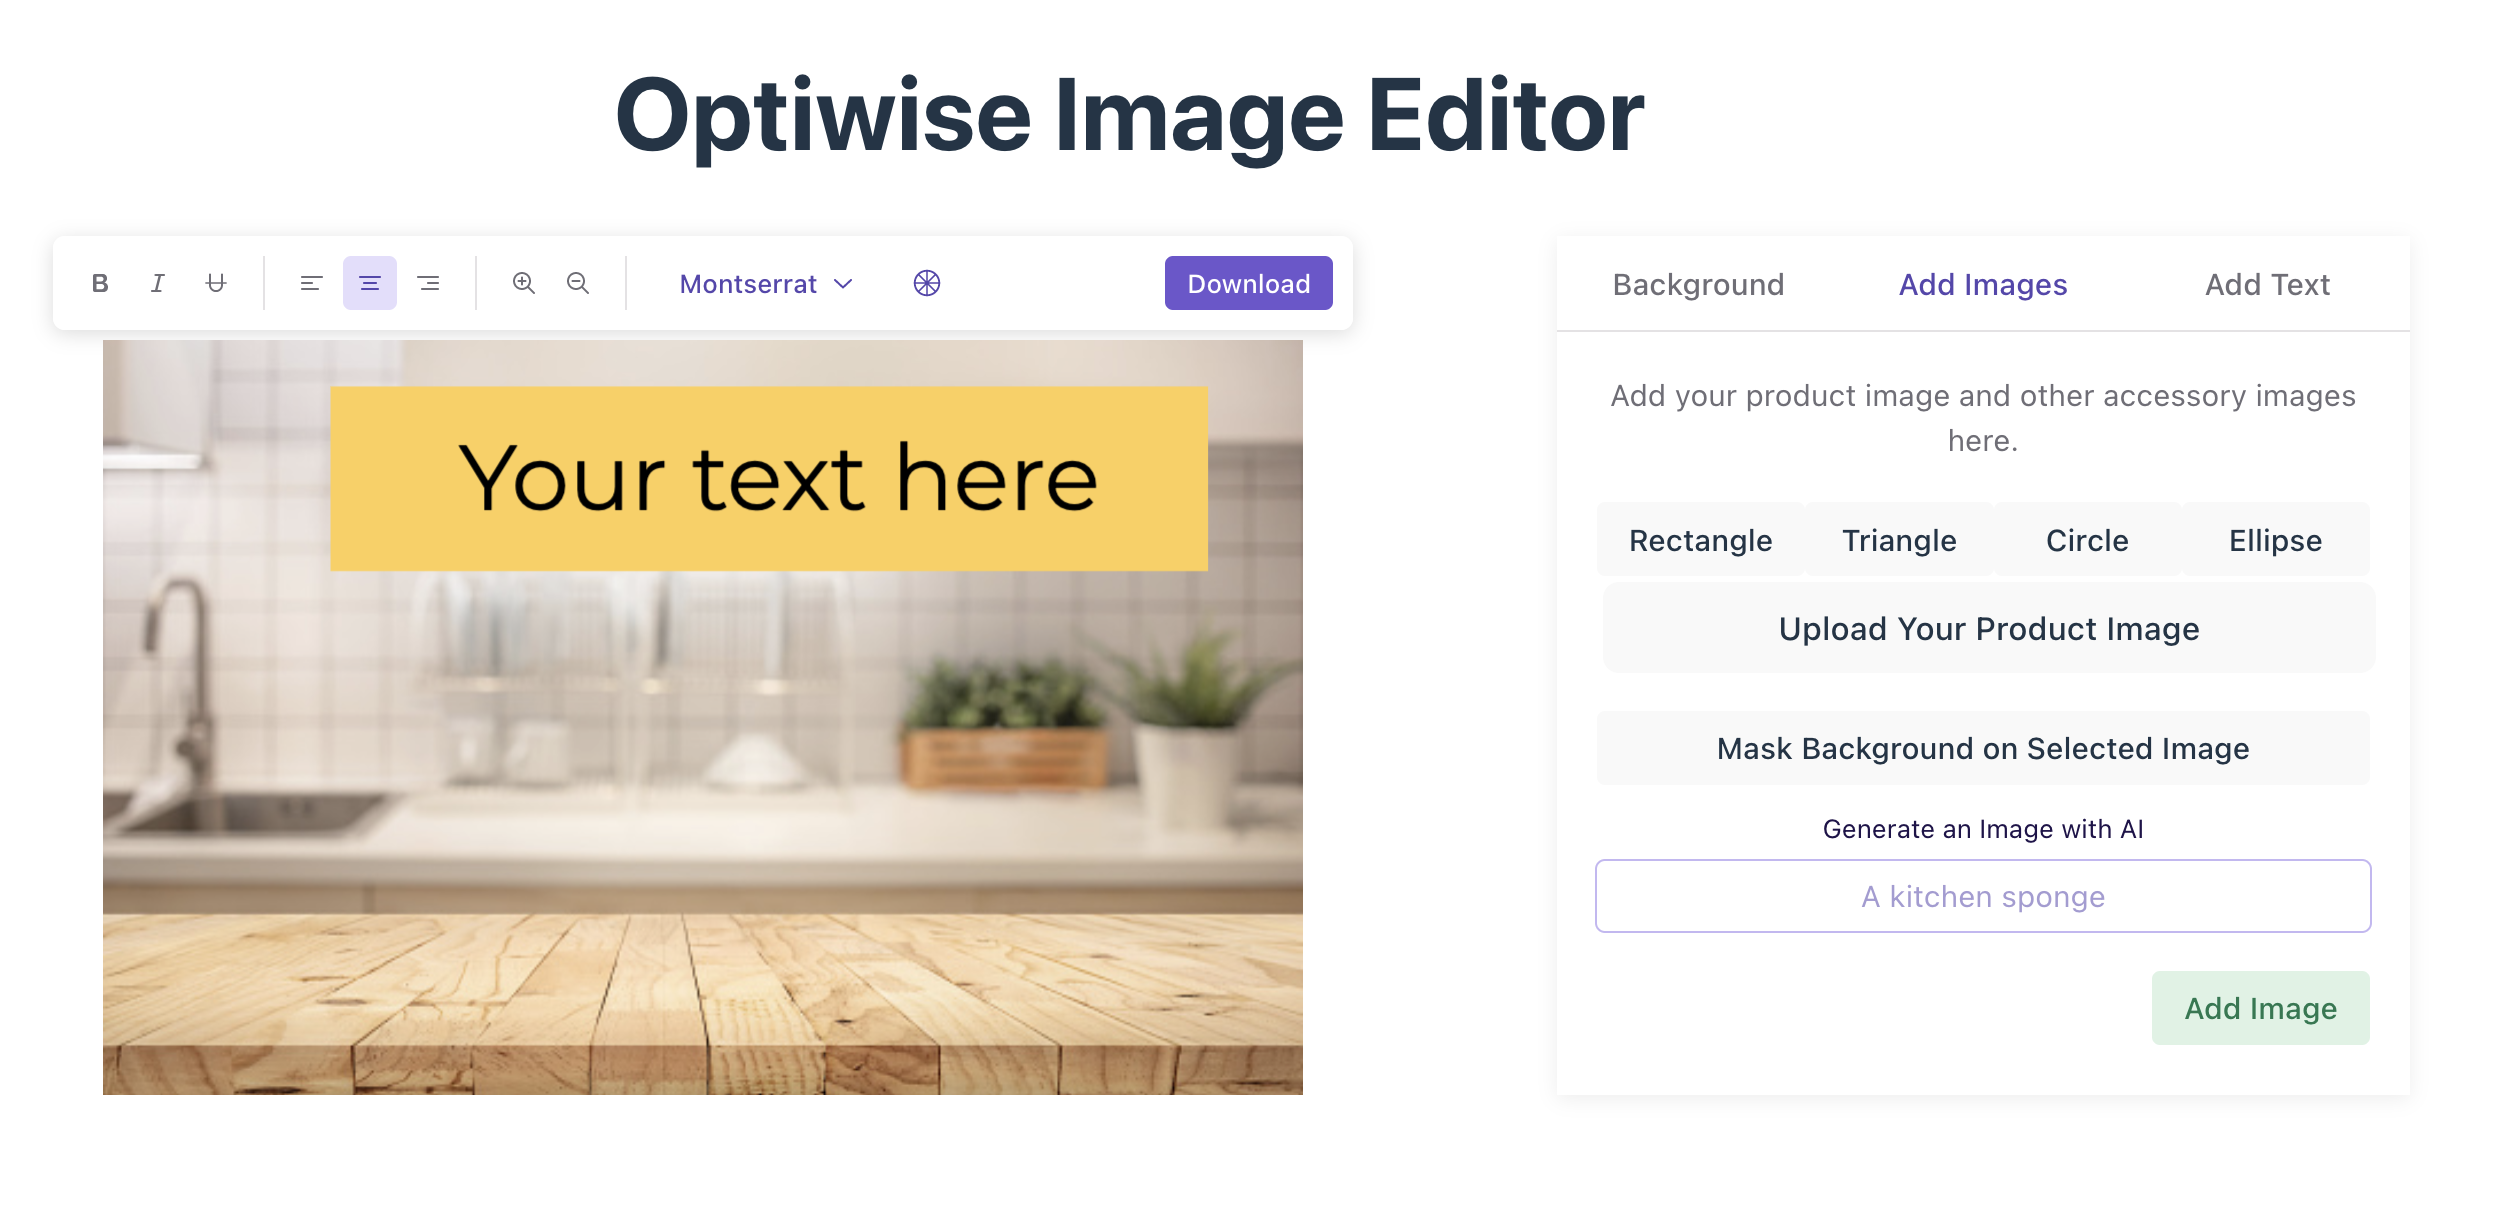 Optiwise Image Editor
B I U Montserrat Download
Your text here
Background Add Images Add Text
Add your product image and other accessory images
here.
Rectangle Triangle Circle Ellipse
Upload Your Product Image
Mask Background on Selected Image
Generate an Image with AI
A kitchen sponge
Add Image